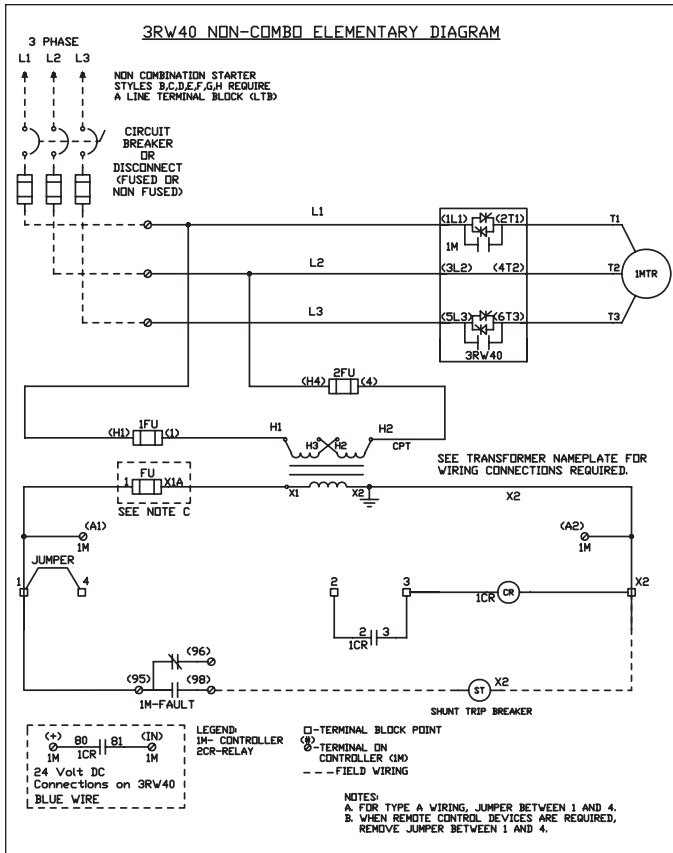 3RW40 NON-COMBO ELEMENTARY DIAGRAM
3 PHASE
L1 L2 L3
NON COMBINATION STARTER
STYLES B,C,D,E,F,G,H REQUIRE
A LINE TERMINAL BLOCK (LTB)
CIRCUIT
BREAKER
OR
DISCONNECT
(FUSED OR
NON FUSED)
L1
(1L1) (2T1)
T1
1M
L2
(3L2) (4T2)
T2
1MTR
L3
(5L3) (6T3)
T3
3RW40
2FU
(H4) (4)
1FU
(H1) (1)
H1 H3 H2 H2
CPT
SEE TRANSFORMER NAMEPLATE FOR
WIRING CONNECTIONS REQUIRED.
FU
1 X1A
X1 X2
X2
SEE NOTE C
(A1)
1M
(A2)
1M
JUMPER
1 4
2 3
1CR CR
X2
2 3
1CR
(96)
(95) (98)
1M-FAULT
ST X2
SHUNT TRIP BREAKER
(+) 80 81 (IN)
1M 1CR 1M
24 Volt DC
Connections on 3RW40
BLUE WIRE
LEGEND:
1M- CONTROLLER
2CR-RELAY
-TERMINAL BLOCK POINT
(#)
-TERMINAL ON
CONTROLLER (1M)
----FIELD WIRING
NOTES:
A. FOR TYPE A WIRING, JUMPER BETWEEN 1 AND 4.
B. WHEN REMOTE CONTROL DEVICES ARE REQUIRED,
REMOVE JUMPER BETWEEN 1 AND 4.